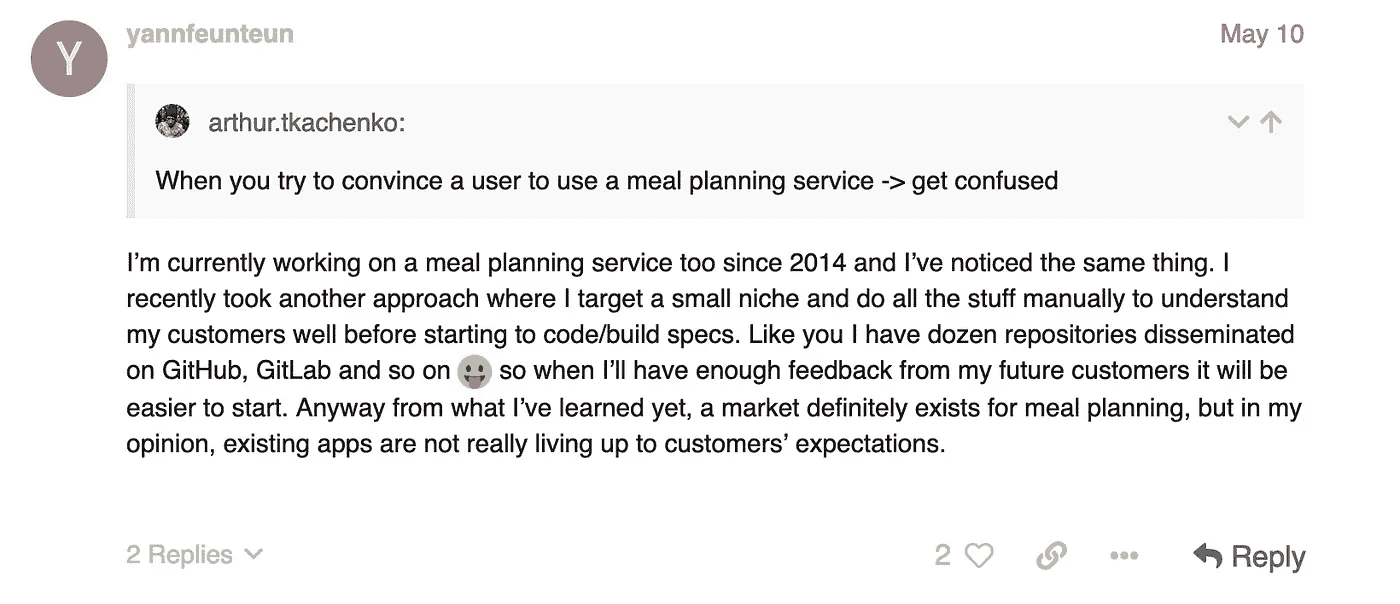 Y
yannfeunteun
May 10
arthur.tkachenko:
When you try to convince a user to use a meal planning service -> get confused
I’m currently working on a meal planning service too since 2014 and I’ve noticed the same thing. I
recently took another approach where I target a small niche and do all the stuff manually to understand
my customers well before starting to code/build specs. Like you I have dozen repositories disseminated
on GitHub, GitLab and so on 😛 so when I’ll have enough feedback from my future customers it will be
easier to start. Anyway from what I’ve learned yet, a market definitely exists for meal planning, but in my
opinion, existing apps are not really living up to customers’ expectations.
2 Replies
2
Reply